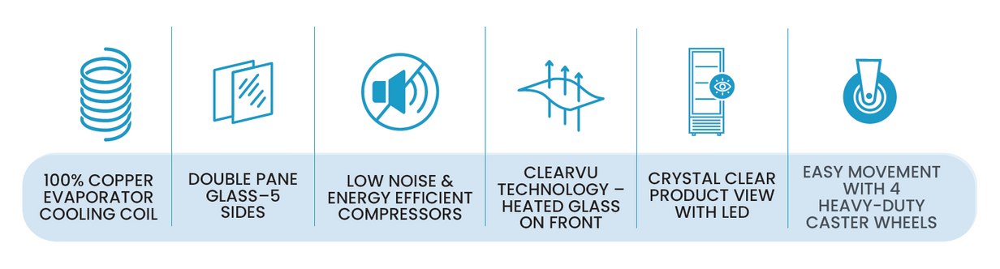 100% COPPER
EVAPORATOR
COOLING COIL
DOUBLE PANE
GLASS–5
SIDES
LOW NOISE &
ENERGY EFFICIENT
COMPRESSORS
CLEARVU
TECHNOLOGY –
HEATED GLASS
ON FRONT
CRYSTAL CLEAR
PRODUCT VIEW
WITH LED
EASY MOVEMENT
WITH 4
HEAVY-DUTY
CASTER WHEELS